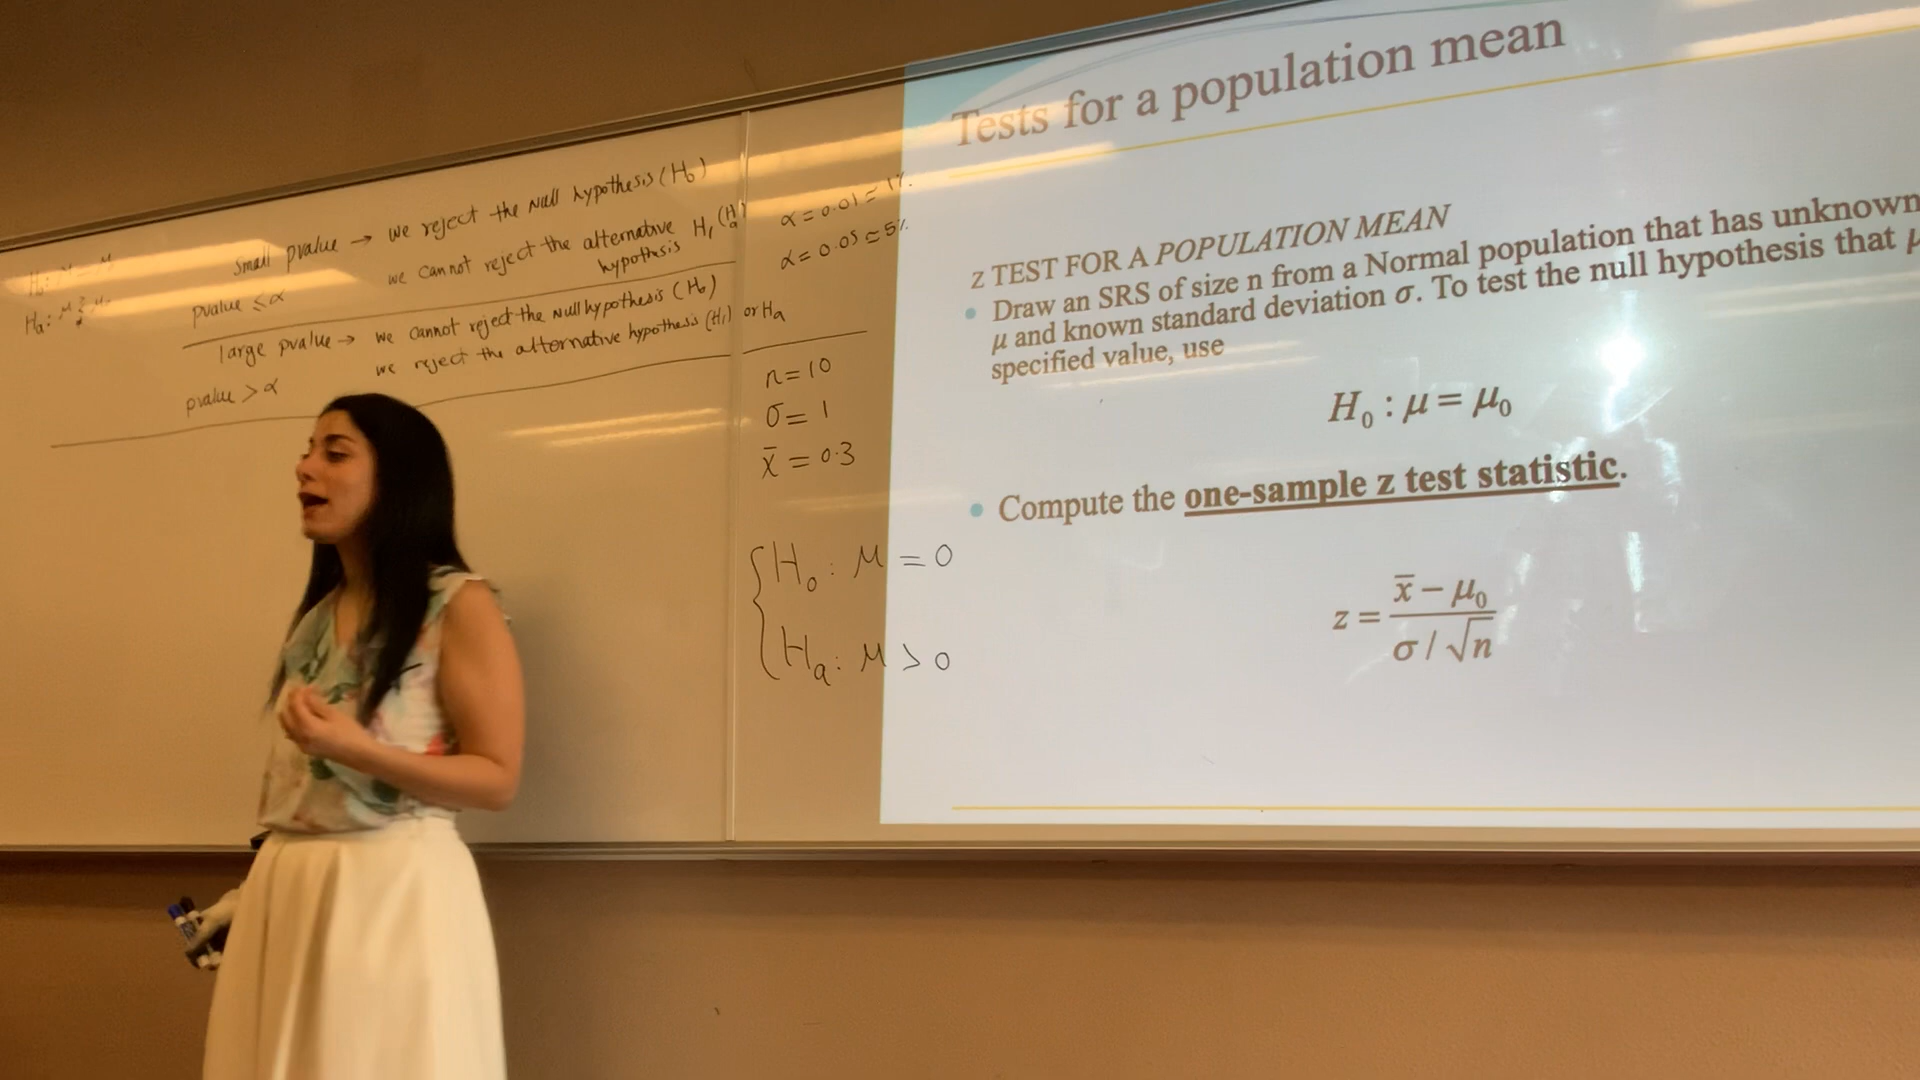 Small pvalue → we reject the Null hypothesis (H₀)
we cannot reject the alternative H₁ (Ha)
hypothesis
pvalue ≤ α
large pvalue → we cannot reject the Null hypothesis (H₀)
we reject the alternative hypothesis (H₁) or Ha
pvalue > α
Ha: μ
α = 0.01 = 1%
α = 0.05 = 5%
n = 10
σ = 1
x̄ = 0.3
H₀: μ = 0
Ha: μ > 0
Tests for a population mean
z TEST FOR A POPULATION MEAN
• Draw an SRS of size n from a Normal population that has unknown
μ and known standard deviation σ. To test the null hypothesis that μ
specified value, use
H₀ : μ = μ₀
• Compute the one-sample z test statistic.
z = x̄ − μ₀
σ / √n